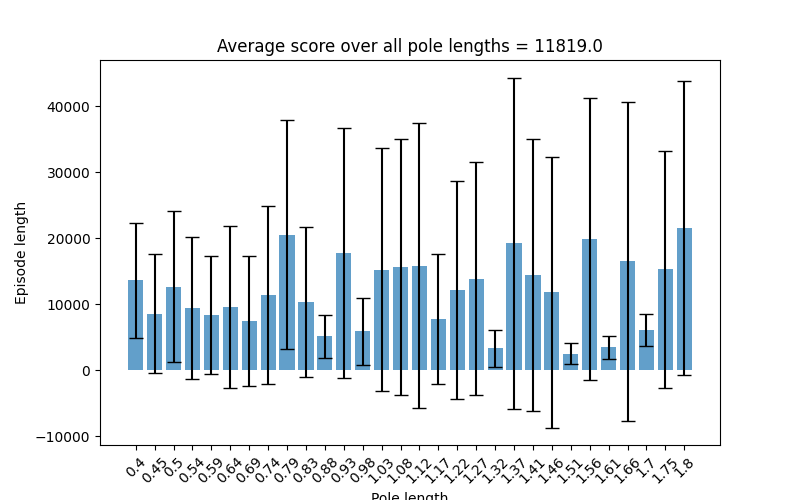 Average score over all pole lengths = 11819.0
Episode length
40000
30000
20000
10000
0
−10000
0.4 0.45 0.5 0.54 0.59 0.64 0.69 0.74 0.79 0.83 0.88 0.93 0.98 1.03 1.08 1.12 1.17 1.22 1.27 1.32 1.37 1.41 1.46 1.51 1.56 1.61 1.66 1.7 1.75 1.8
Pole length